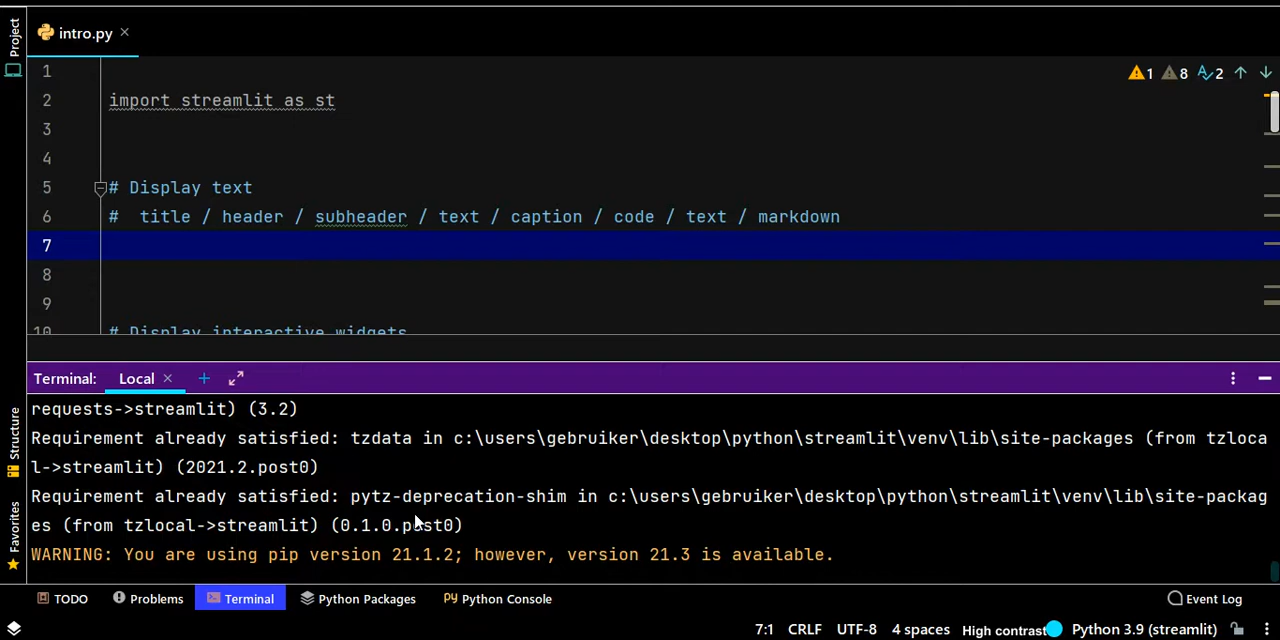 Project
intro.py
1
2 import streamlit as st
3
4
5 # Display text
6 #  title / header / subheader / text / caption / code / text / markdown
7
8
9
10 # Display interactive widgets
1 8 2
Terminal: Local
requests->streamlit) (3.2)
Requirement already satisfied: tzdata in c:\users\gebruiker\desktop\python\streamlit\venv\lib\site-packages (from tzloca
l->streamlit) (2021.2.post0)
Requirement already satisfied: pytz-deprecation-shim in c:\users\gebruiker\desktop\python\streamlit\venv\lib\site-packag
es (from tzlocal->streamlit) (0.1.0.post0)
WARNING: You are using pip version 21.1.2; however, version 21.3 is available.
Structure
Favorites
TODO Problems Terminal Python Packages Python Console Event Log
7:1 CRLF UTF-8 4 spaces High contrast Python 3.9 (streamlit)